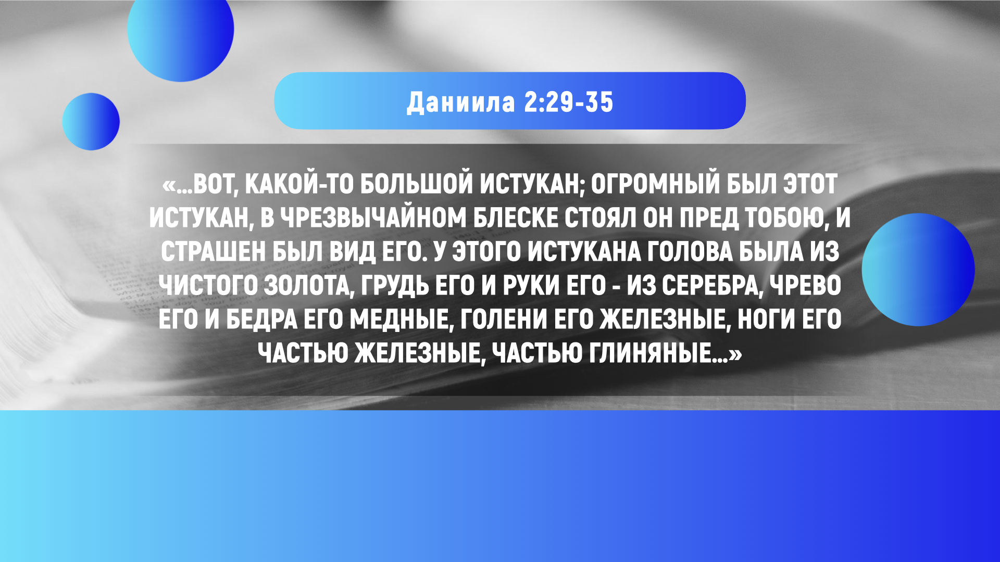 Даниила 2:29-35
«...ВОТ, КАКОЙ-ТО БОЛЬШОЙ ИСТУКАН; ОГРОМНЫЙ БЫЛ ЭТОТ
ИСТУКАН, В ЧРЕЗВЫЧАЙНОМ БЛЕСКЕ СТОЯЛ ОН ПРЕД ТОБОЮ, И
СТРАШЕН БЫЛ ВИД ЕГО. У ЭТОГО ИСТУКАНА ГОЛОВА БЫЛА ИЗ
ЧИСТОГО ЗОЛОТА, ГРУДЬ ЕГО И РУКИ ЕГО - ИЗ СЕРЕБРА, ЧРЕВО
ЕГО И БЕДРА ЕГО МЕДНЫЕ, ГОЛЕНИ ЕГО ЖЕЛЕЗНЫЕ, НОГИ ЕГО
ЧАСТЬЮ ЖЕЛЕЗНЫЕ, ЧАСТЬЮ ГЛИНЯНЫЕ...»